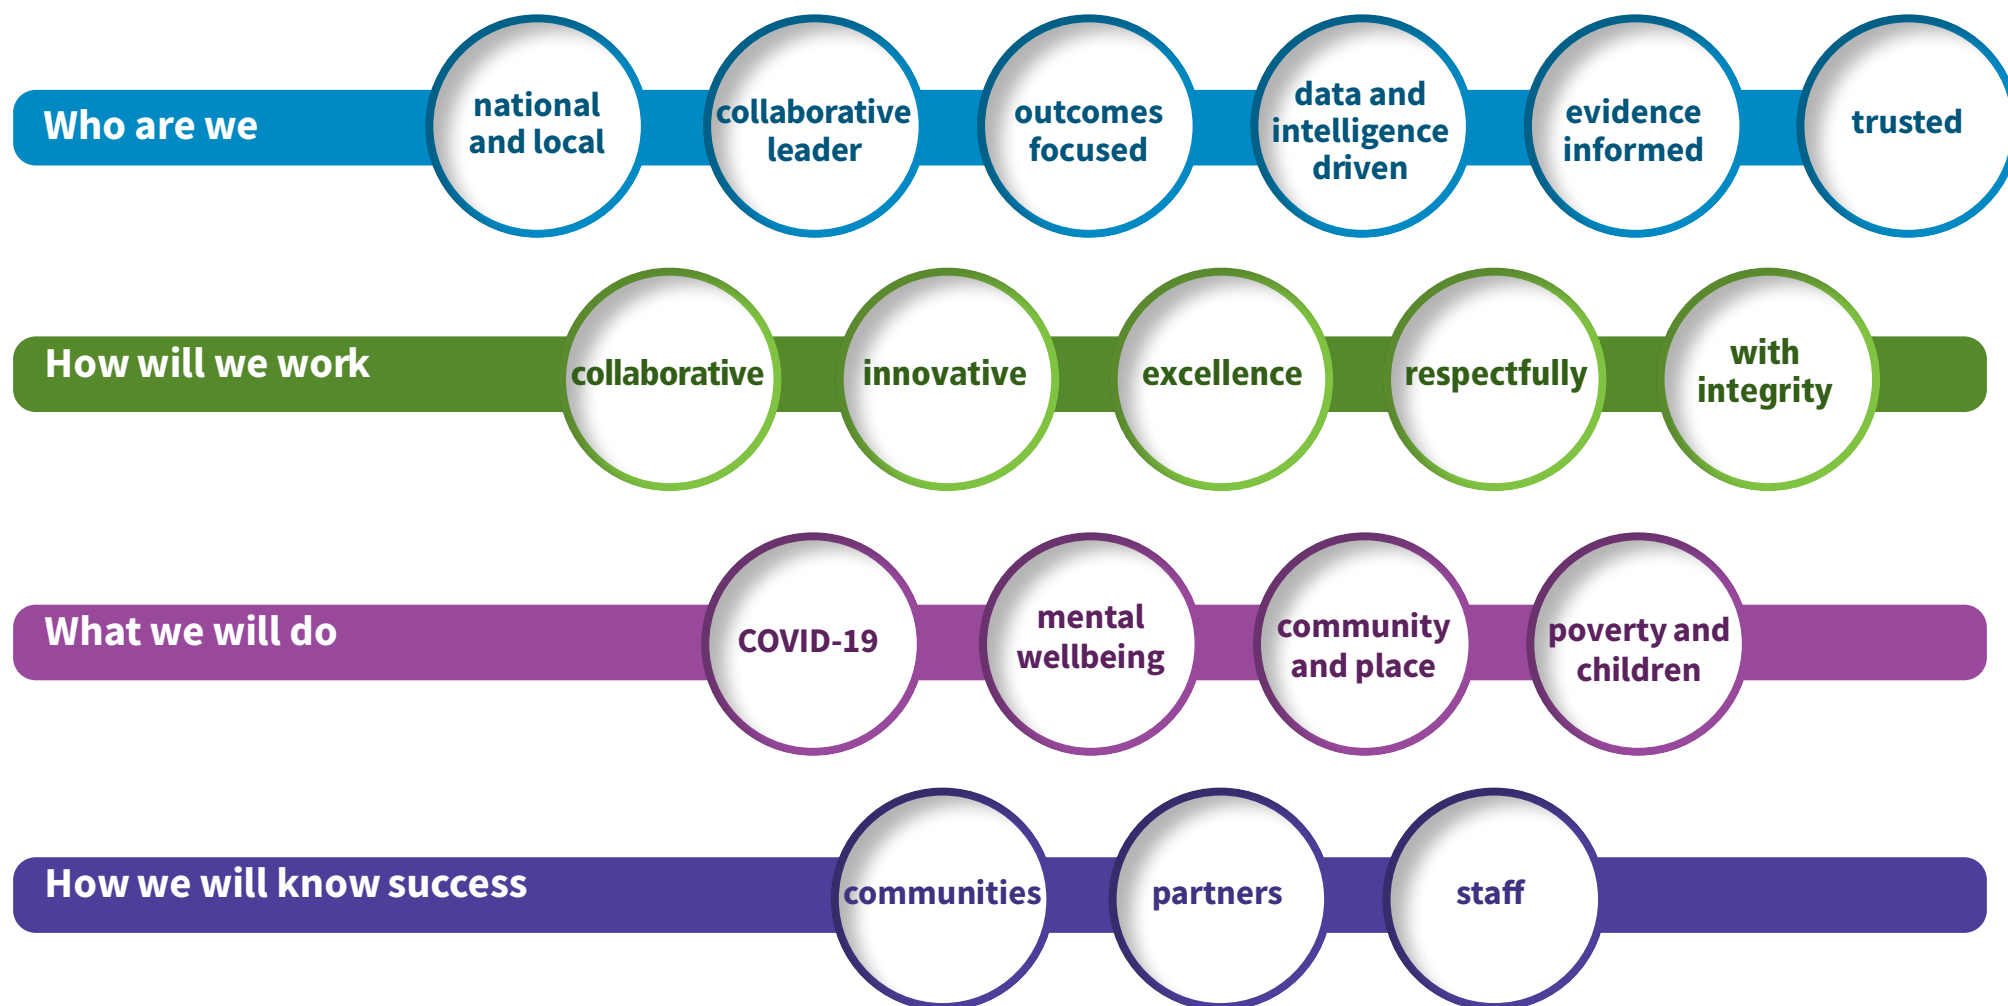 Who are we
national
and local
collaborative
leader
outcomes
focused
data and
intelligence
driven
evidence
informed
trusted
How will we work
collaborative
innovative
excellence
respectfully
with
integrity
What we will do
COVID-19
mental
wellbeing
community
and place
poverty and
children
How we will know success
communities
partners
staff